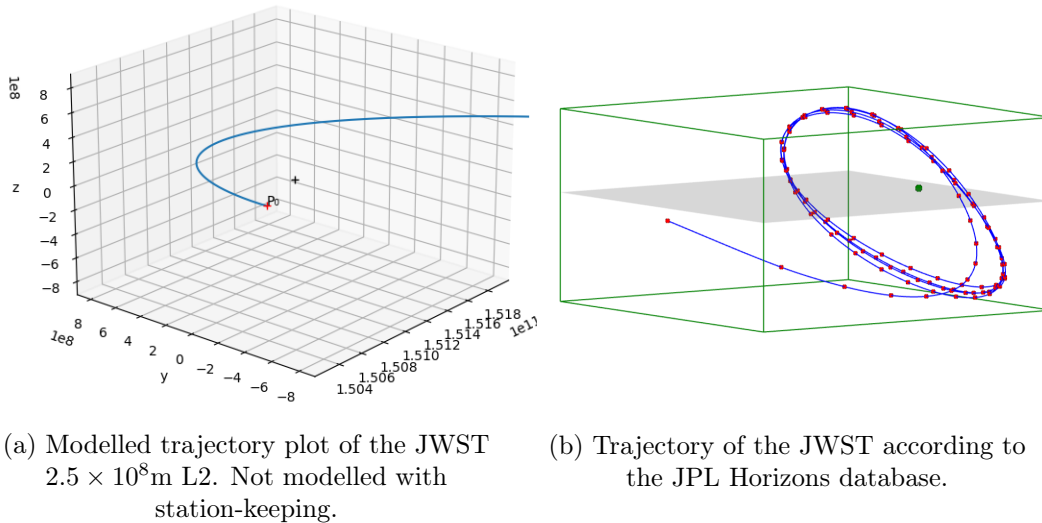 1e8
8
6
4
2
0
−2
−4
−6
−8
z
P₀
8
6
4
2
0
−2
−4
−6
−8
1e8
y
1.504
1.506
1.508
1.510
1.512
1.514
1.516
1.518
1e11
(a) Modelled trajectory plot of the JWST
2.5 × 10⁸m L2. Not modelled with
station-keeping.
(b) Trajectory of the JWST according to
the JPL Horizons database.